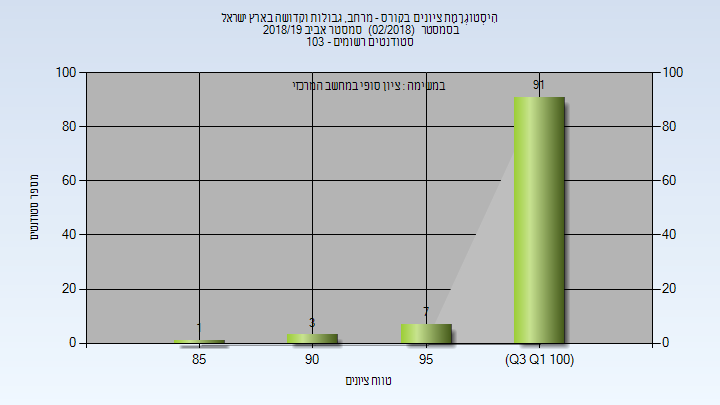 הִיסְטוֹגְרָמַת ציונים בקורס - מרחב, גבולות וקדושה בארץ ישראל
בסמסטר (02/2018) סמסטר אביב 2018/19
סטודנטים רשומים - 103
במשימה : ציון סופי במחשב המרכזי
100
80
60
40
20
0
100
80
60
40
20
0
מספר סטודנטים
1
3
7
91
85
90
95
(Q3 Q1 100)
טווח ציונים